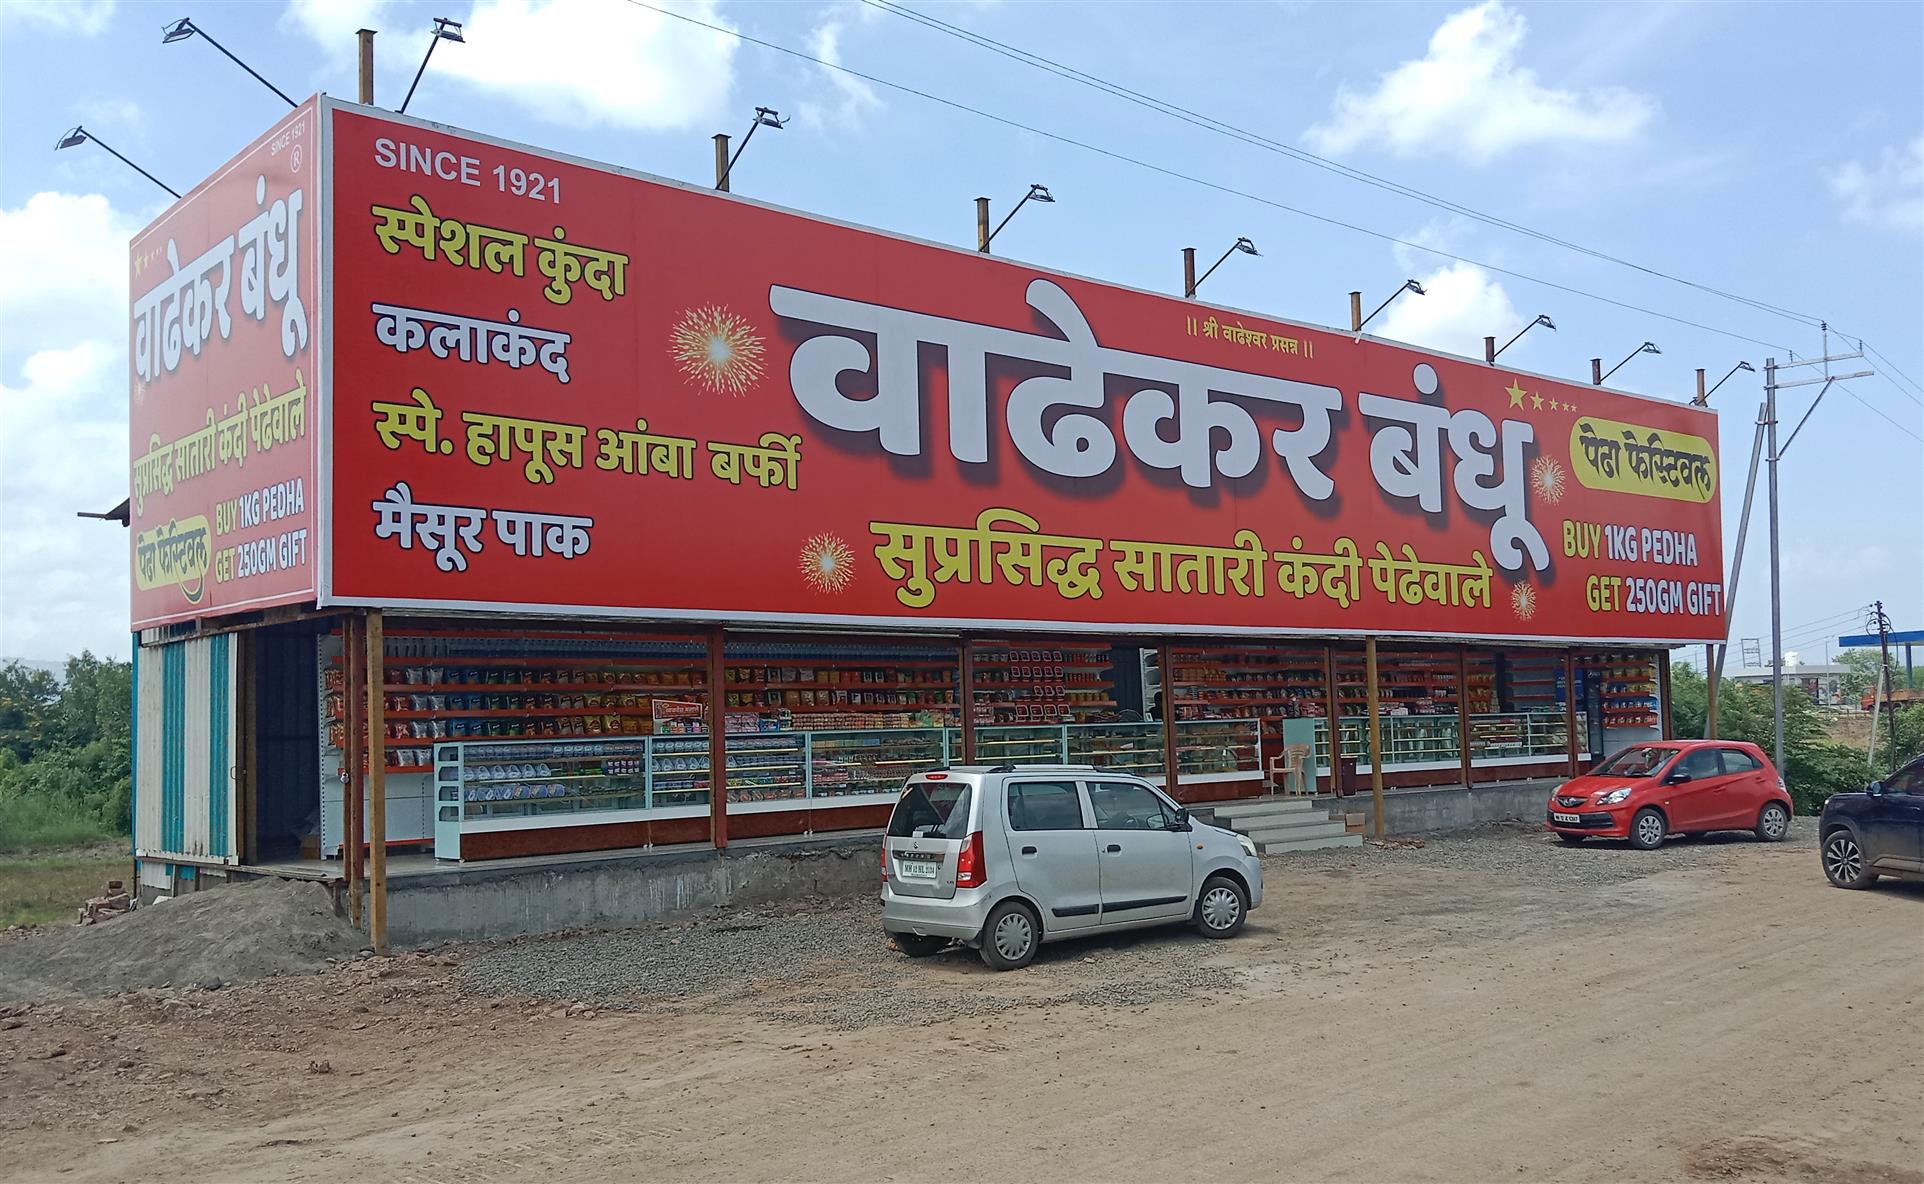 SINCE 1921
®
वाढेकर बंधू
सुप्रसिद्ध सातारी कंदी पेढेवाले
पेढा फेस्टिवल
BUY 1KG PEDHA
GET 250GM GIFT
SINCE 1921
स्पेशल कुंदा
कलाकंद
स्पे. हापूस आंबा बर्फी
मैसूर पाक
|| श्री वाढेश्वर प्रसन्न ||
वाढेकर बंधू
सुप्रसिद्ध सातारी कंदी पेढेवाले
पेढा फेस्टिवल
BUY 1KG PEDHA
GET 250GM GIFT